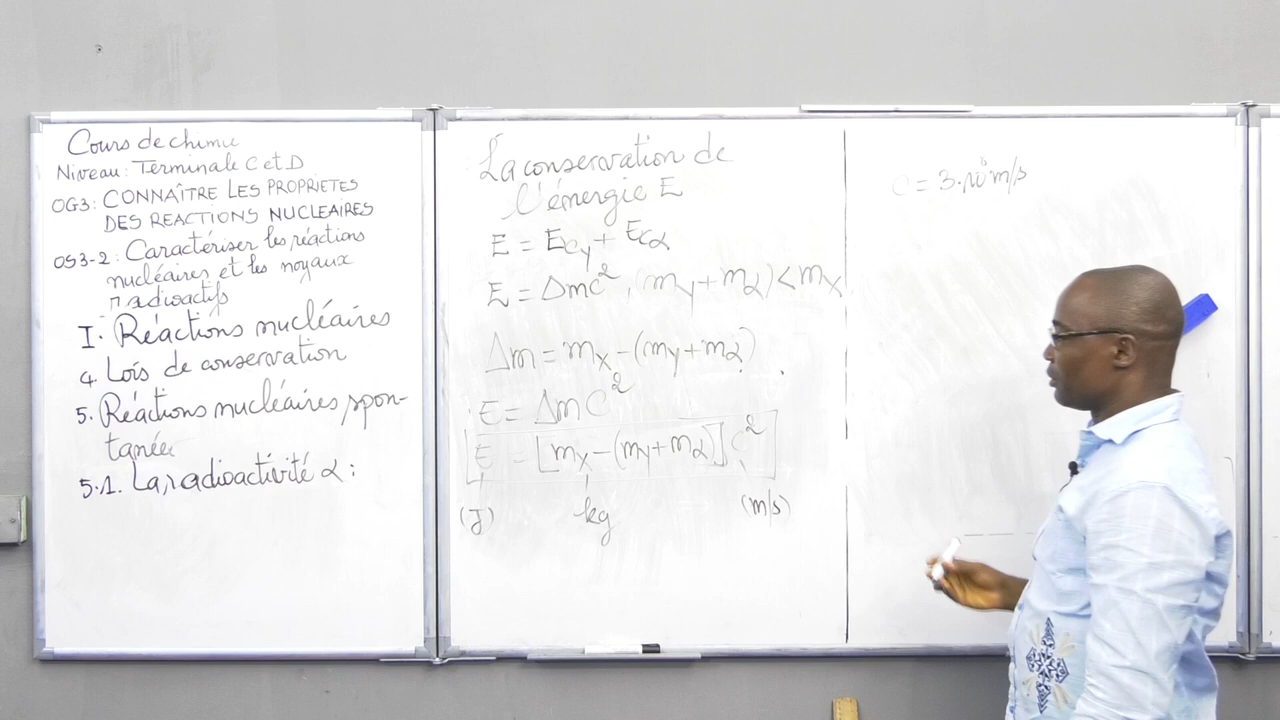 Cours de chimie
Niveau: Terminale C et D
OG3: CONNAÎTRE LES PROPRIETES
DES REACTIONS NUCLEAIRES
OS3-2: Caractériser les réactions
nucléaires et les noyaux
radioactifs
I. Réactions nucléaires
4. Lois de conservation
5. Réactions nucléaires spon-
tanées
5.1. La radioactivité α:
La conservation de
l'énergie E
E = Ecy + Ecα
E = Δmc², (my+mα) < mx
Δm = mx-(my+mα)
E = ΔmC²
E = [mx-(my+mα)] c²
(J) kg (m/s)
C = 3.10⁸ m/s